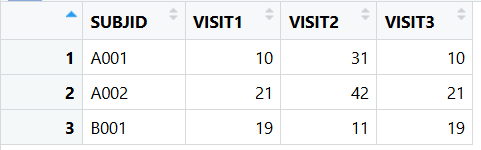 SUBJID VISIT1 VISIT2 VISIT3
1 A001 10 31 10
2 A002 21 42 21
3 B001 19 11 19